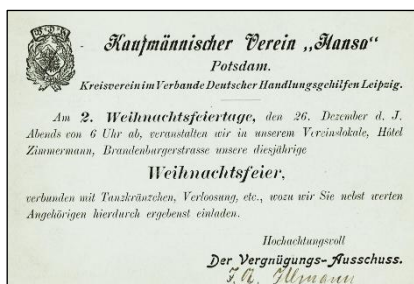 Kaufmännischer Verein „Hansa"
Potsdam.
Kreisverein im Verbande Deutscher Handlungsgehilfen Leipzig.
Am 2. Weihnachtsfeiertage, den 26. Dezember d. J.
Abends von 6 Uhr ab, veranstalten wir in unserem Vereinslokale, Hôtel
Zimmermann, Brandenburgerstrasse unsere diesjährige
Weihnachtsfeier,
verbunden mit Tanzkränzchen, Verloosung, etc., wozu wir Sie nebst werten
Angehörigen hierdurch ergebenst einladen.
Hochachtungsvoll
Der Vergnügungs-Ausschuss.